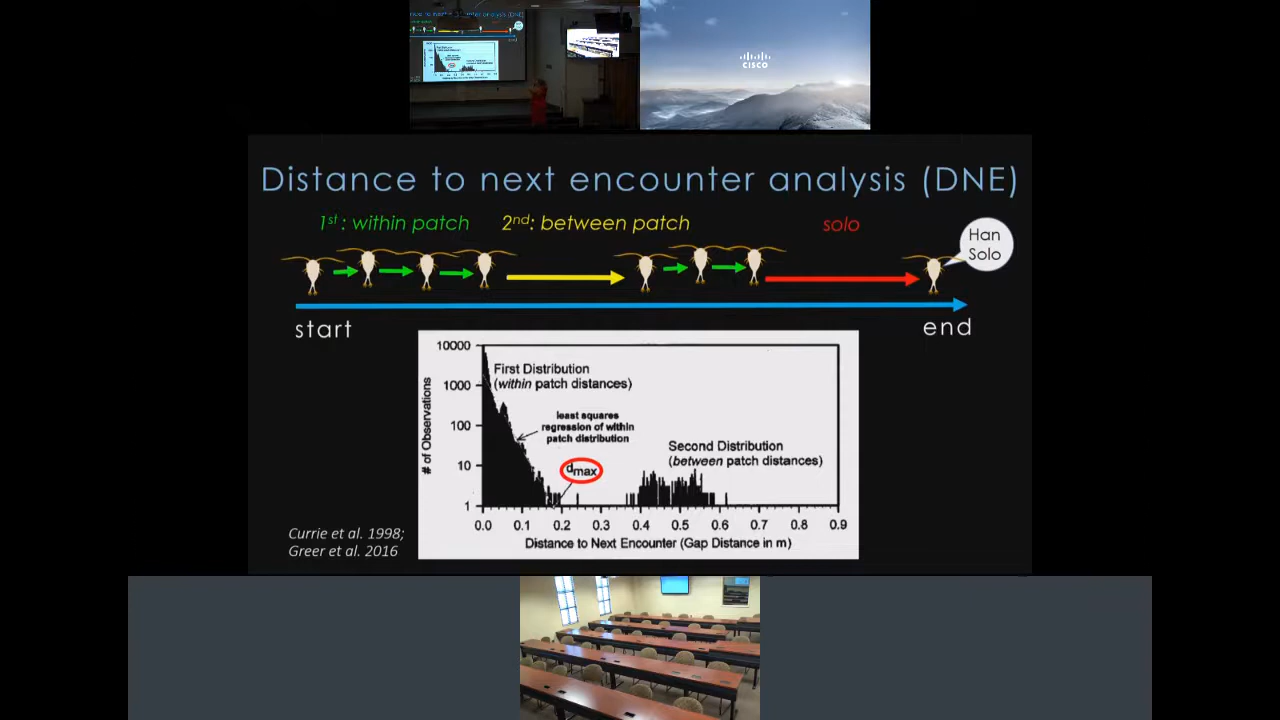 CISCO
Distance to next encounter analysis (DNE)
1st: within patch
2nd: between patch
solo
Han
Solo
start
end
10000
1000
100
10
1
# of Observations
First Distribution
(within patch distances)
least squares
regression of within
patch distribution
dmax
Second Distribution
(between patch distances)
0.0 0.1 0.2 0.3 0.4 0.5 0.6 0.7 0.8 0.9
Distance to Next Encounter (Gap Distance in m)
Currie et al. 1998;
Greer et al. 2016